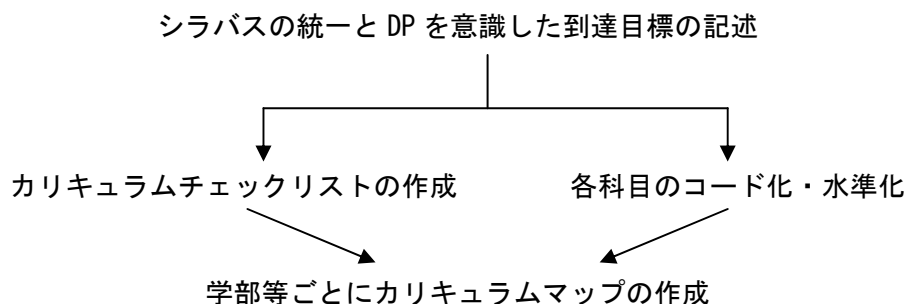 シラバスの統一と DP を意識した到達目標の記述
カリキュラムチェックリストの作成
各科目のコード化・水準化
学部等ごとにカリキュラムマップの作成